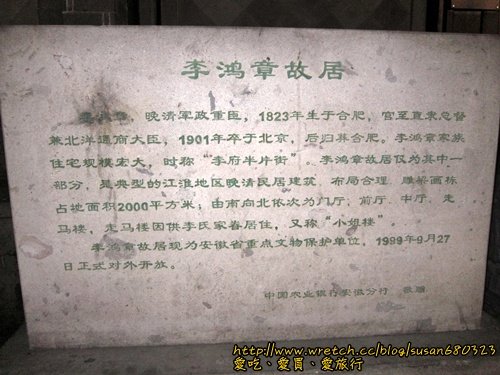 李鸿章故居
李鸿章，晚清军政重臣，1823年生于合肥，官至直隶总督
兼北洋通商大臣，1901年卒于北京，后归葬合肥。李鸿章家族
住宅规模宏大，时称“李府半片街”。李鸿章故居仅为其中一
部分，是典型的江淮地区晚清民居建筑，布局合理，雕梁画栋，
占地面积2000平方米；由南向北依次为门厅、前厅、中厅、走
马楼，走马楼因供李氏家眷居住，又称“小姐楼”。
李鸿章故居现为安徽省重点文物保护单位，1999年9月27
日正式对外开放。
中国农业银行安徽分行 敬赠
http://www.wretch.cc/blog/susan680323
愛吃、愛買、愛旅行